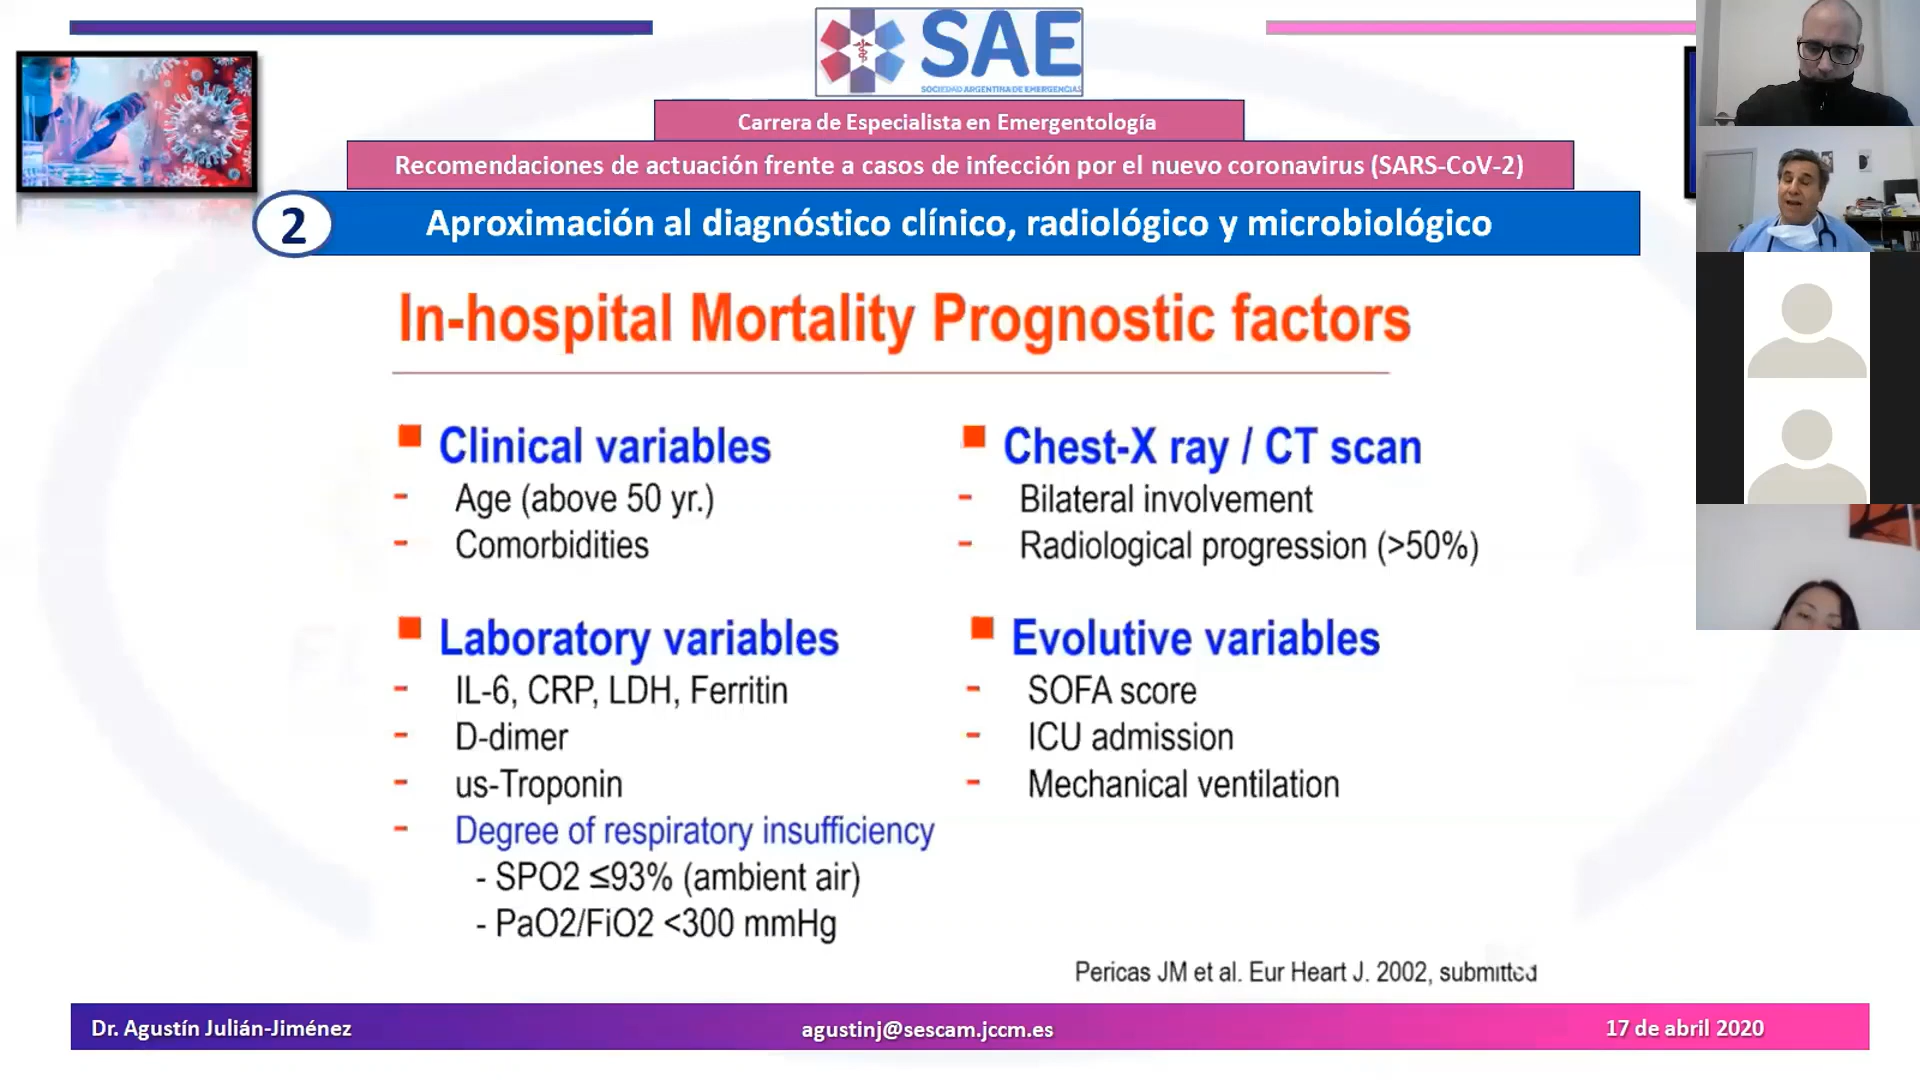 SAE
SOCIEDAD ARGENTINA DE EMERGENCIAS
Carrera de Especialista en Emergentología
Recomendaciones de actuación frente a casos de infección por el nuevo coronavirus (SARS-CoV-2)
2
Aproximación al diagnóstico clínico, radiológico y microbiológico
In-hospital Mortality Prognostic factors
Clinical variables
- Age (above 50 yr.)
- Comorbidities
Laboratory variables
- IL-6, CRP, LDH, Ferritin
- D-dimer
- us-Troponin
- Degree of respiratory insufficiency
- SPO2 ≤93% (ambient air)
- PaO2/FiO2 <300 mmHg
Chest-X ray / CT scan
- Bilateral involvement
- Radiological progression (>50%)
Evolutive variables
- SOFA score
- ICU admission
- Mechanical ventilation
Pericas JM et al. Eur Heart J. 2002, submitted
Dr. Agustín Julián-Jiménez
agustinj@sescam.jccm.es
17 de abril 2020